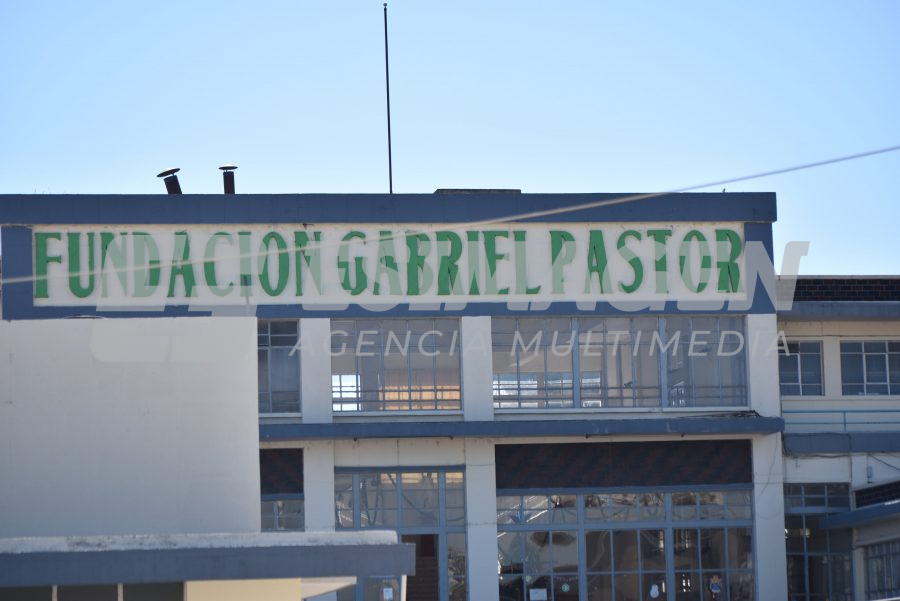 FUNDACION GABRIEL PASTOR
AGENCIA MULTIMEDIA